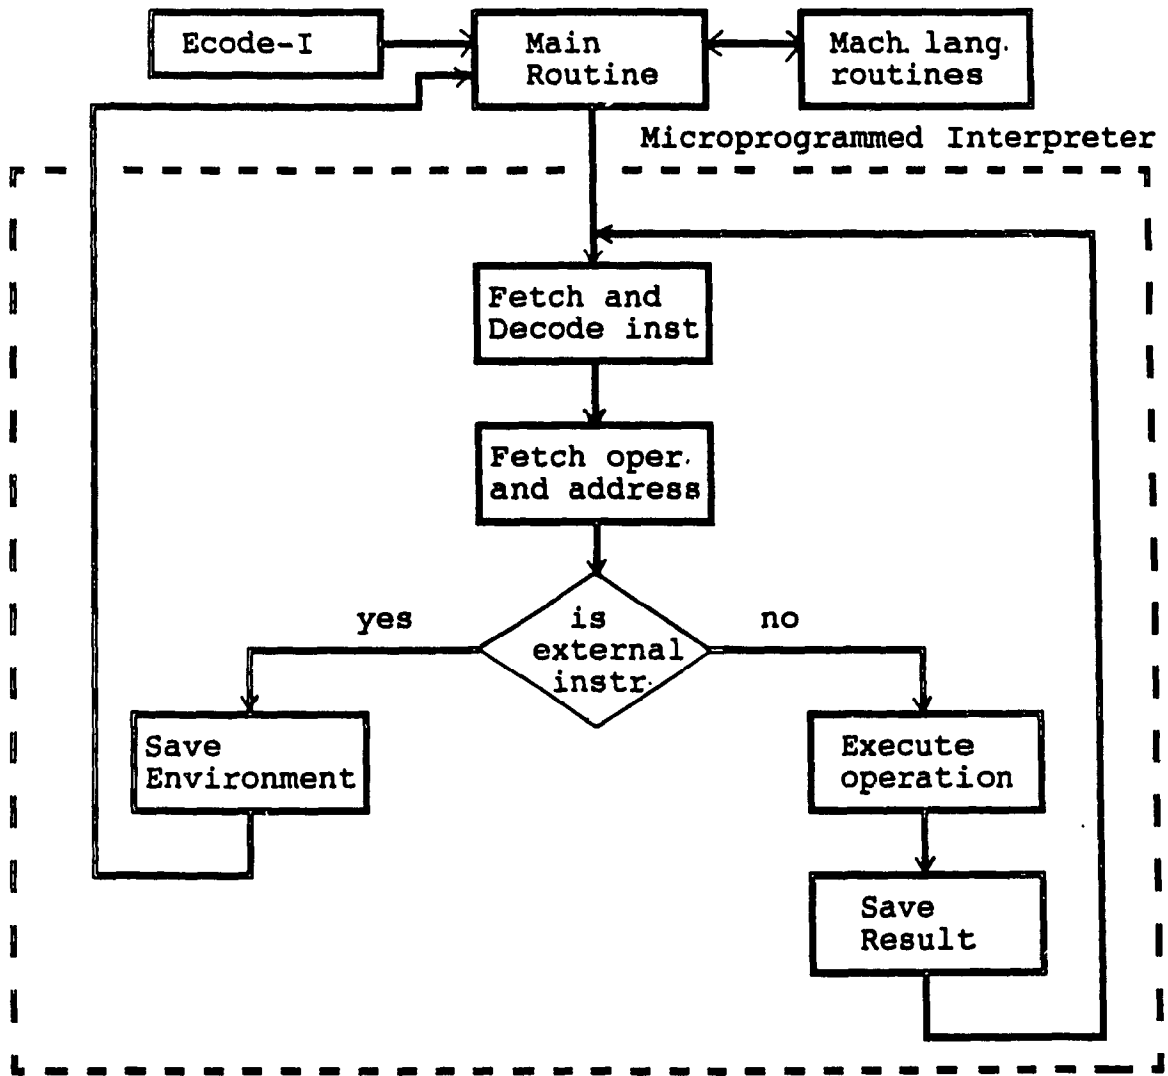 Ecode-I
Main
Routine
Mach. lang.
routines
Microprogrammed Interpreter
Fetch and
Decode inst
Fetch oper.
and address
yes
is
external
instr.
no
Save
Environment
Execute
operation
Save
Result